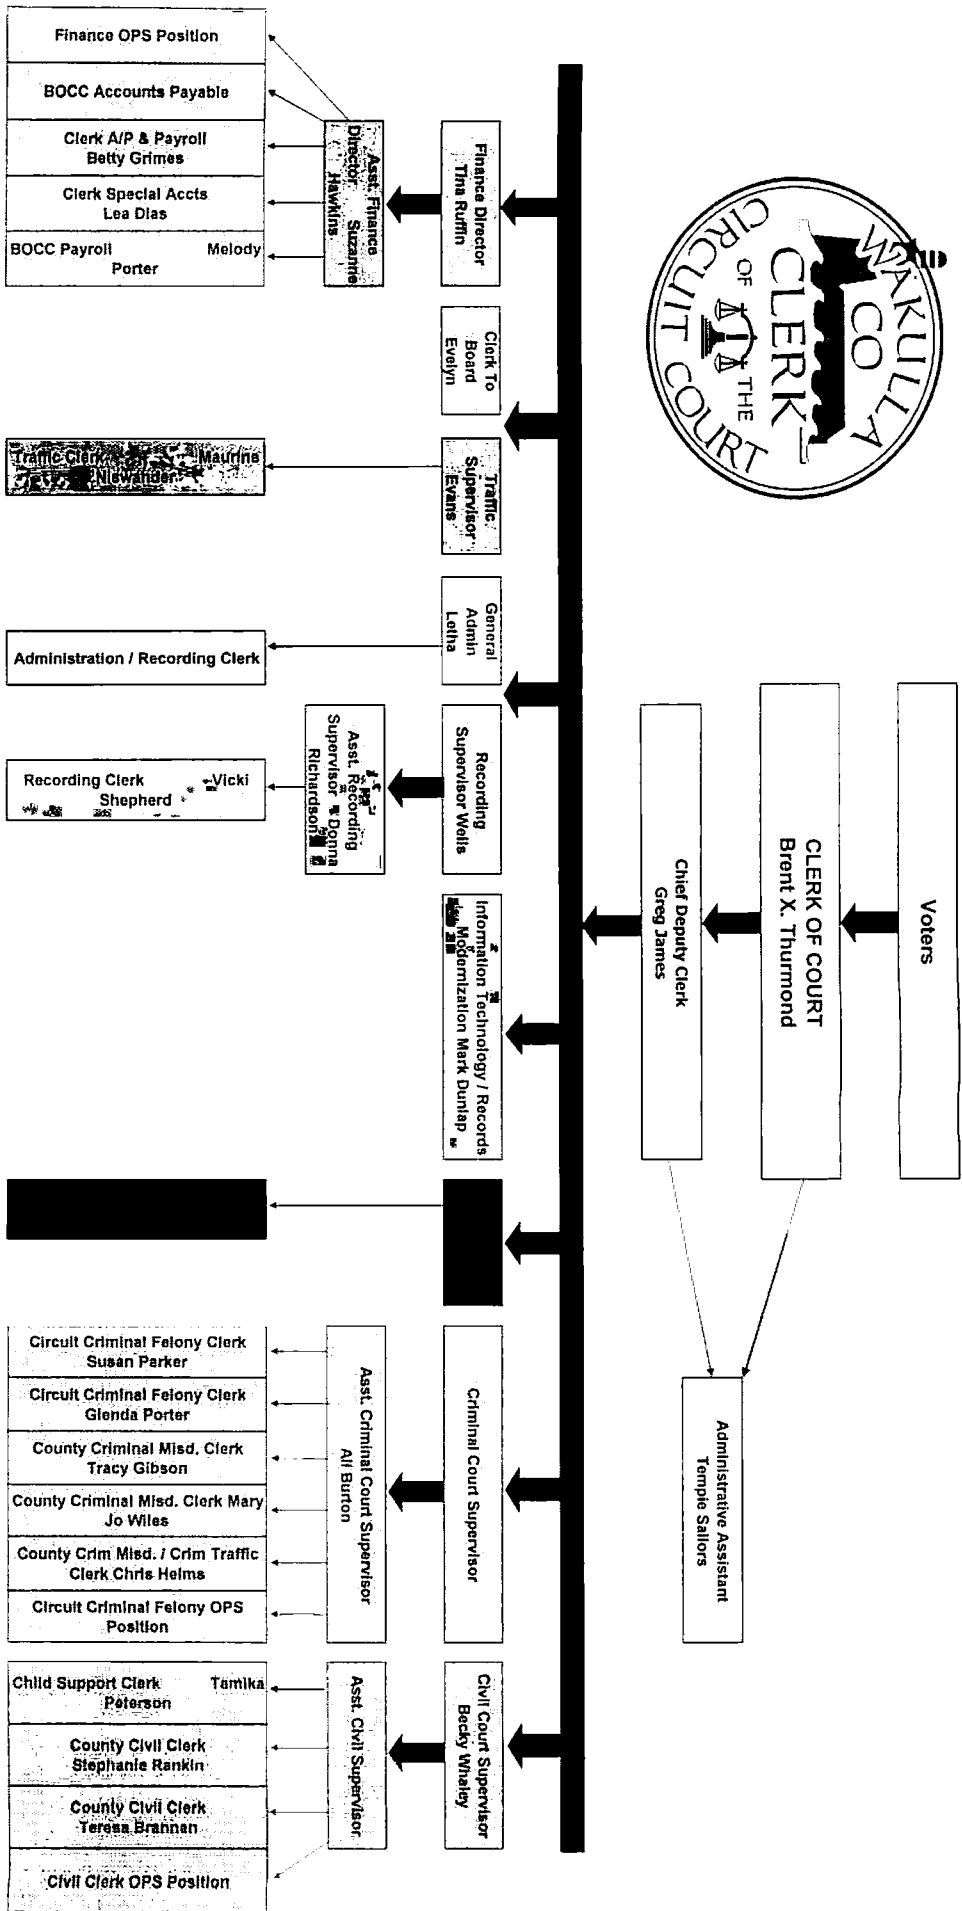 WAKULLA
CO
CLERK
OF THE
CIRCUIT COURT
Voters
CLERK OF COURT
Brent X. Thurmond
Chief Deputy Clerk
Greg James
Administrative Assistant
Tempie Sailors
Finance Director
Tina Ruffin
Asst. Finance
Director Suzanne
Hawkins
Finance OPS Position
BOCC Accounts Payable
Clerk A/P & Payroll
Betty Grimes
Clerk Special Accts
Lea Dias
BOCC Payroll Melody
Porter
Clerk To
Board
Evelyn
Traffic
Supervisor
Evans
Traffic Clerk Maurine
Niswander
General
Admin
Letha
Administration / Recording Clerk
Recording
Supervisor Wells
Asst. Recording
Supervisor Donna
Richardson
Recording Clerk Vicki
Shepherd
Information Technology / Records
Modernization Mark Dunlap
Criminal Court Supervisor
Asst. Criminal Court Supervisor
Alf Burton
Circuit Criminal Felony Clerk
Susan Parker
Circuit Criminal Felony Clerk
Glenda Porter
County Criminal Misd. Clerk
Tracy Gibson
County Criminal Misd. Clerk Mary
Jo Wiles
County Crim Misd. / Crim Traffic
Clerk Chris Helms
Circuit Criminal Felony OPS
Position
Civil Court Supervisor
Becky Whaley
Asst. Civil Supervisor
Child Support Clerk Tamika
Peterson
County Civil Clerk
Stephanie Rankin
County Civil Clerk
Teresa Brannan
Civil Clerk OPS Position